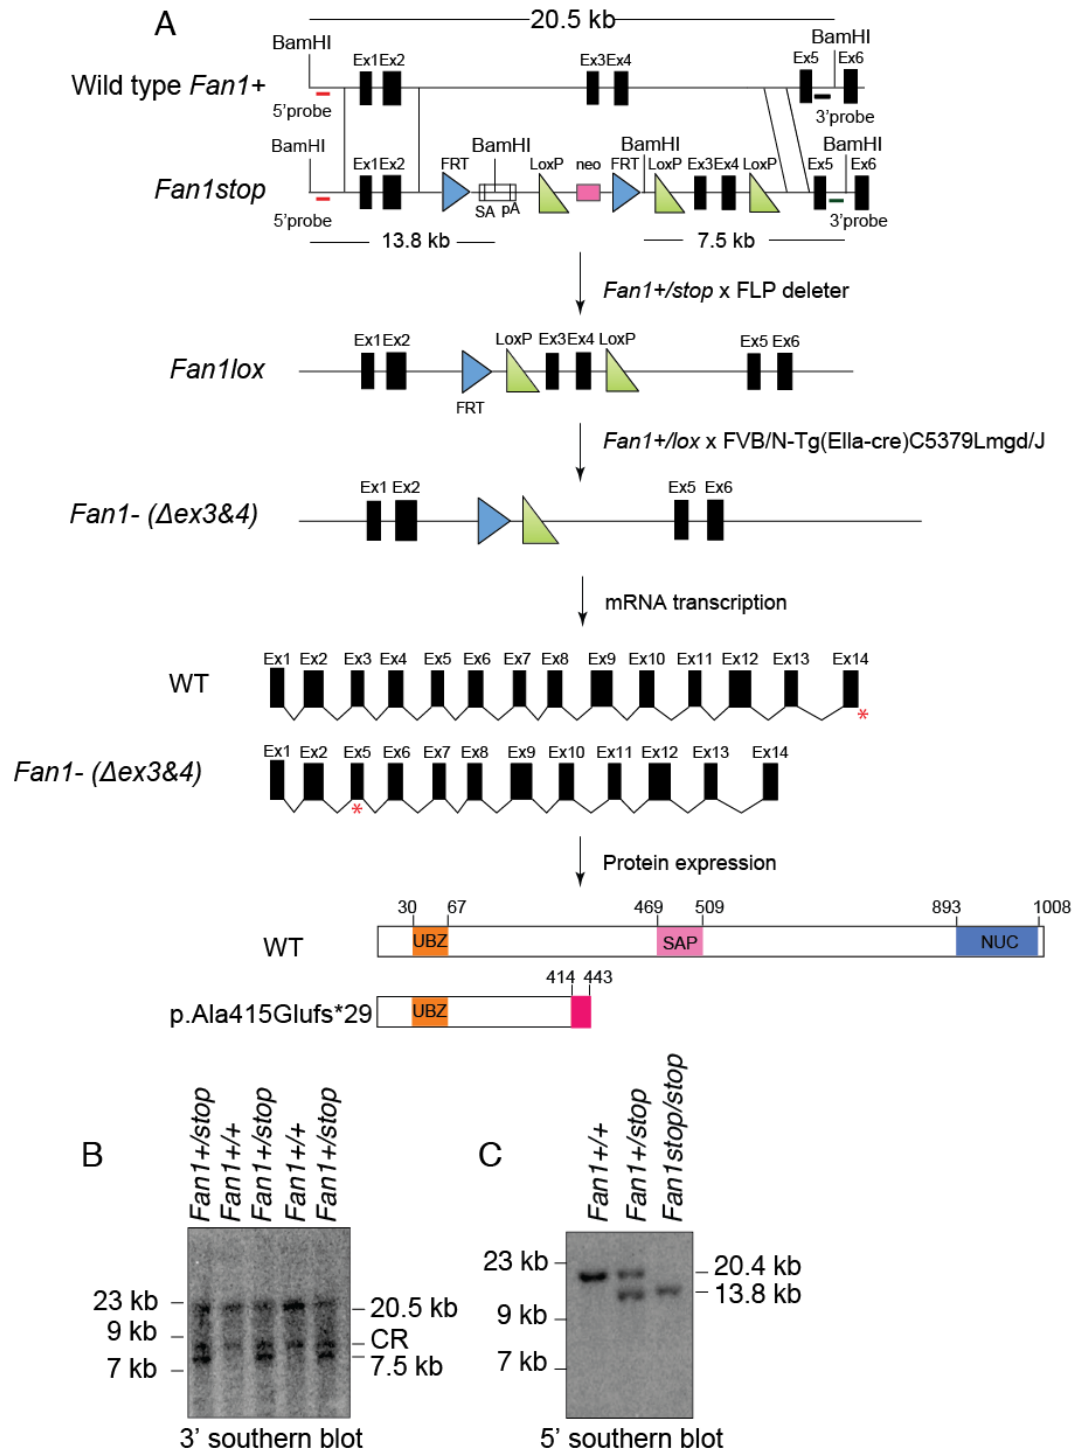 A
20.5 kb
BamHI
BamHI
Ex1 Ex2
Ex3 Ex4
Ex5
Ex6
Wild type Fan1+
5'probe
3'probe
BamHI
BamHI
BamHI
BamHI
Ex1 Ex2
FRT
LoxP
neo
FRT
LoxP
Ex3 Ex4
LoxP
Ex5
Ex6
Fan1stop
SA
pA
5'probe
3'probe
13.8 kb
7.5 kb
Fan1+/stop x FLP deleter
Ex1 Ex2
LoxP
Ex3 Ex4
LoxP
Ex5 Ex6
Fan1lox
FRT
Fan1+/lox x FVB/N-Tg(Ella-cre)C5379Lmgd/J
Ex1 Ex2
Ex5 Ex6
Fan1- (Δex3&4)
mRNA transcription
Ex1 Ex2 Ex3 Ex4 Ex5 Ex6 Ex7 Ex8 Ex9 Ex10 Ex11 Ex12 Ex13 Ex14
WT
*
Ex1 Ex2 Ex5 Ex6 Ex7 Ex8 Ex9 Ex10 Ex11 Ex12 Ex13 Ex14
Fan1- (Δex3&4)
*
Protein expression
30 67 469 509 893 1008
WT
UBZ
SAP
NUC
414 443
p.Ala415Glufs*29
UBZ
B
Fan1+/stop
Fan1+/+
Fan1+/stop
Fan1+/+
Fan1+/stop
23 kb
9 kb
7 kb
20.5 kb
CR
7.5 kb
3' southern blot
C
Fan1+/+
Fan1+/stop
Fan1stop/stop
23 kb
9 kb
7 kb
20.4 kb
13.8 kb
5' southern blot